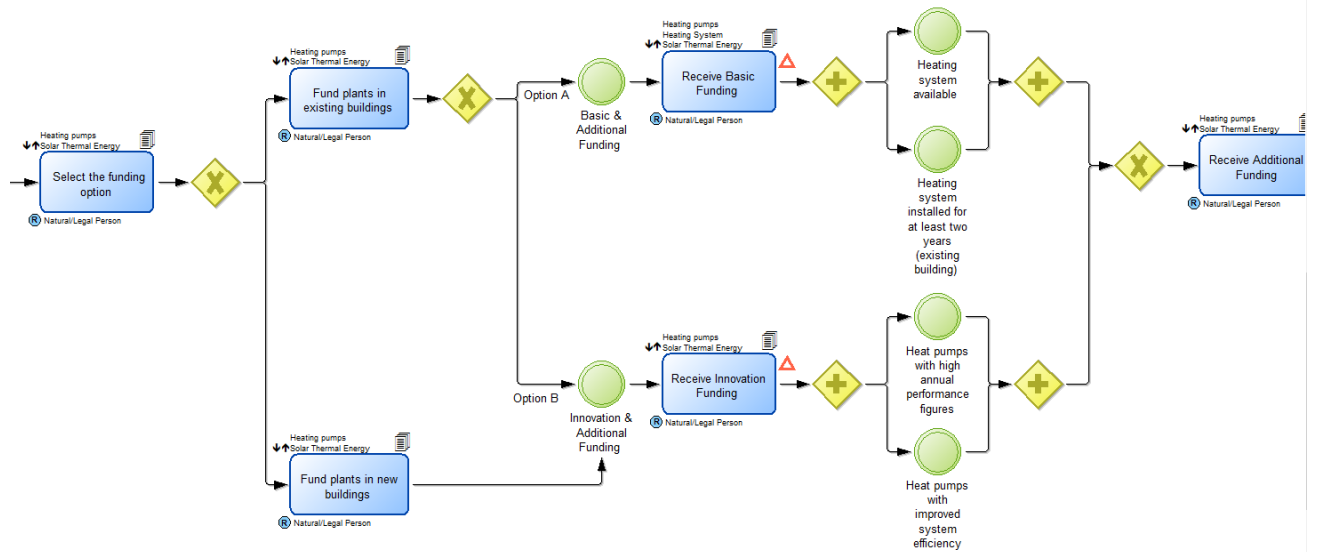 Heating pumps
Solar Thermal Energy
Select the funding
option
R Natural/Legal Person
Heating pumps
Solar Thermal Energy
Fund plants in
existing buildings
R Natural/Legal Person
Heating pumps
Solar Thermal Energy
Fund plants in new
buildings
R Natural/Legal Person
Option A
Basic &
Additional
Funding
Heating pumps
Heating System
Solar Thermal Energy
Receive Basic
Funding
R Natural/Legal Person
Heating
system
available
Heating
system
installed for
at least two
years
(existing
building)
Option B
Innovation &
Additional
Funding
Heating pumps
Solar Thermal Energy
Receive Innovation
Funding
R Natural/Legal Person
Heat pumps
with high
annual
performance
figures
Heat pumps
with
improved
system
efficiency
Heating pumps
Solar Thermal Energy
Receive Additional
Funding
R Natural/Legal Person